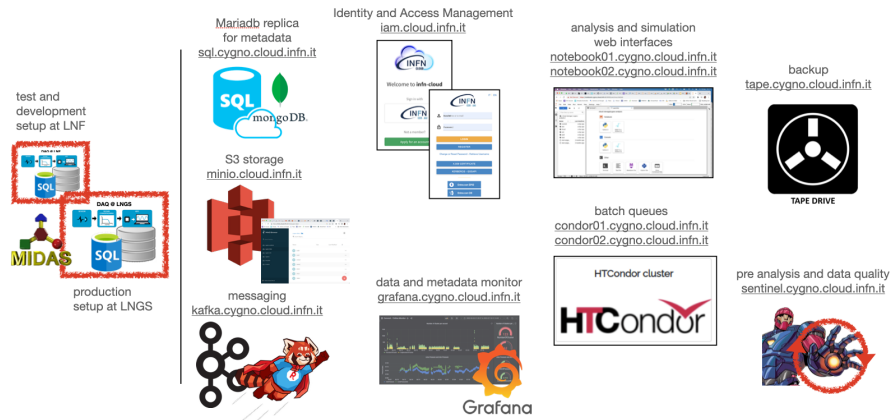 test and
development
setup at LNF
SQL
DAQ @ LNGS
SQL
MIDAS
production
setup at LNGS
Mariadb replica
for metadata
sql.cygno.cloud.infn.it
SQL
mongoDB.
S3 storage
minio.cloud.infn.it
messaging
kafka.cygno.cloud.infn.it
Identity and Access Management
iam.cloud.infn.it
INFN
Welcome to infn-cloud
INFN
INFN
data and metadata monitor
grafana.cygno.cloud.infn.it
Grafana
analysis and simulation
web interfaces
notebook01.cygno.cloud.infn.it
notebook02.cygno.cloud.infn.it
batch queues
condor01.cygno.cloud.infn.it
condor02.cygno.cloud.infn.it
HTCondor cluster
HTCondor
backup
tape.cygno.cloud.infn.it
TAPE DRIVE
pre analysis and data quality
sentinel.cygno.cloud.infn.it